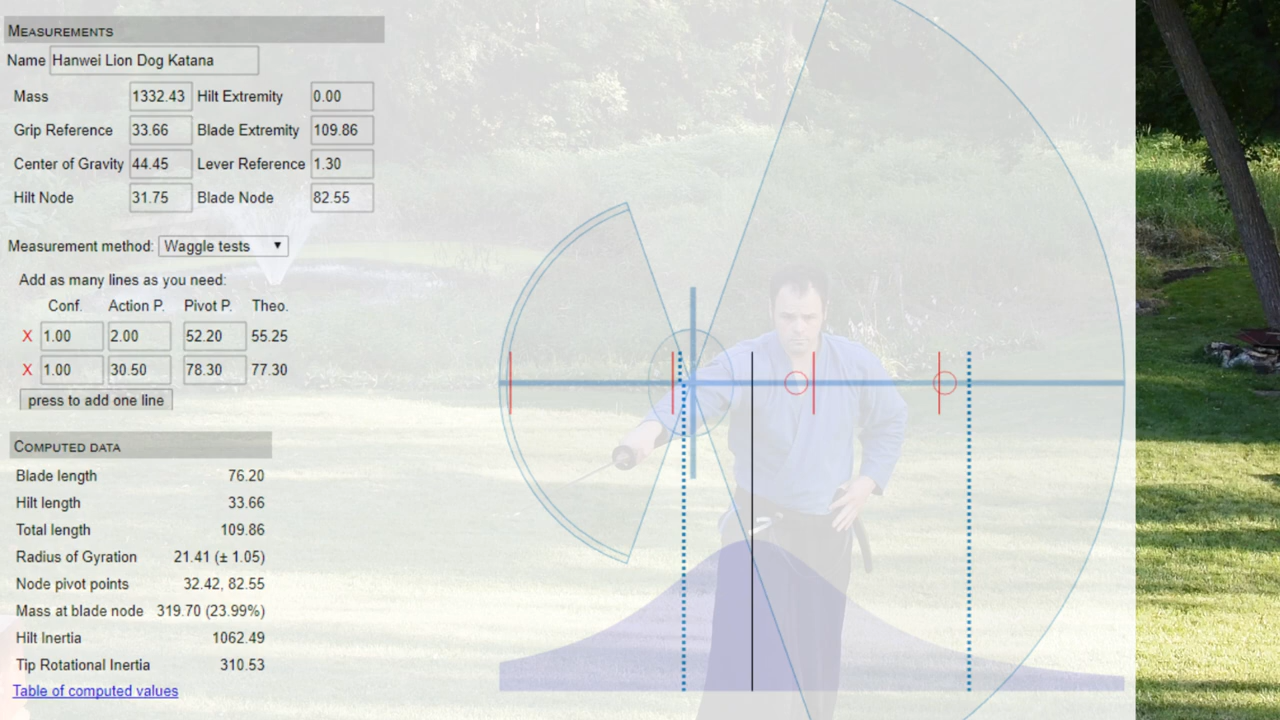 Measurements
Name Hanwei Lion Dog Katana
Mass 1332.43 Hilt Extremity 0.00
Grip Reference 33.66 Blade Extremity 109.86
Center of Gravity 44.45 Lever Reference 1.30
Hilt Node 31.75 Blade Node 82.55
Measurement method: Waggle tests
Add as many lines as you need:
Conf. Action P. Pivot P. Theo.
X 1.00 2.00 52.20 55.25
X 1.00 30.50 78.30 77.30
press to add one line
Computed data
Blade length 76.20
Hilt length 33.66
Total length 109.86
Radius of Gyration 21.41 (± 1.05)
Node pivot points 32.42, 82.55
Mass at blade node 319.70 (23.99%)
Hilt Inertia 1062.49
Tip Rotational Inertia 310.53
Table of computed values